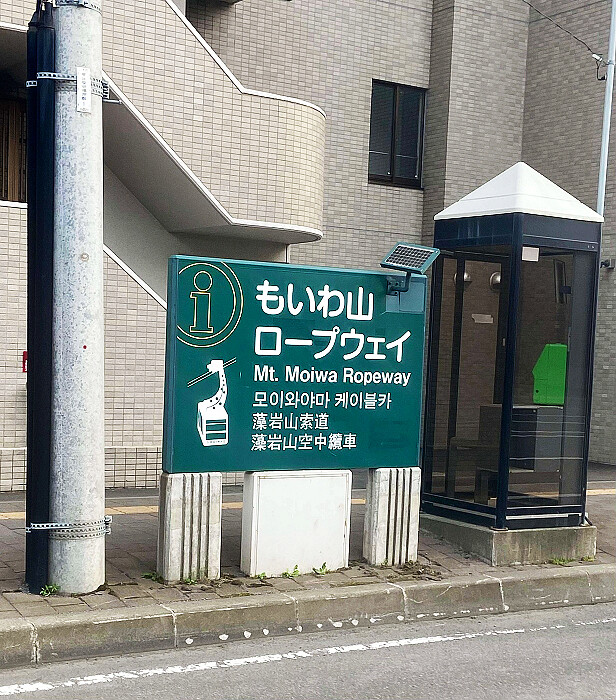 もいわ山
ロープウェイ
Mt. Moiwa Ropeway
모이와야마 케이블카
藻岩山索道
藻岩山空中纜車